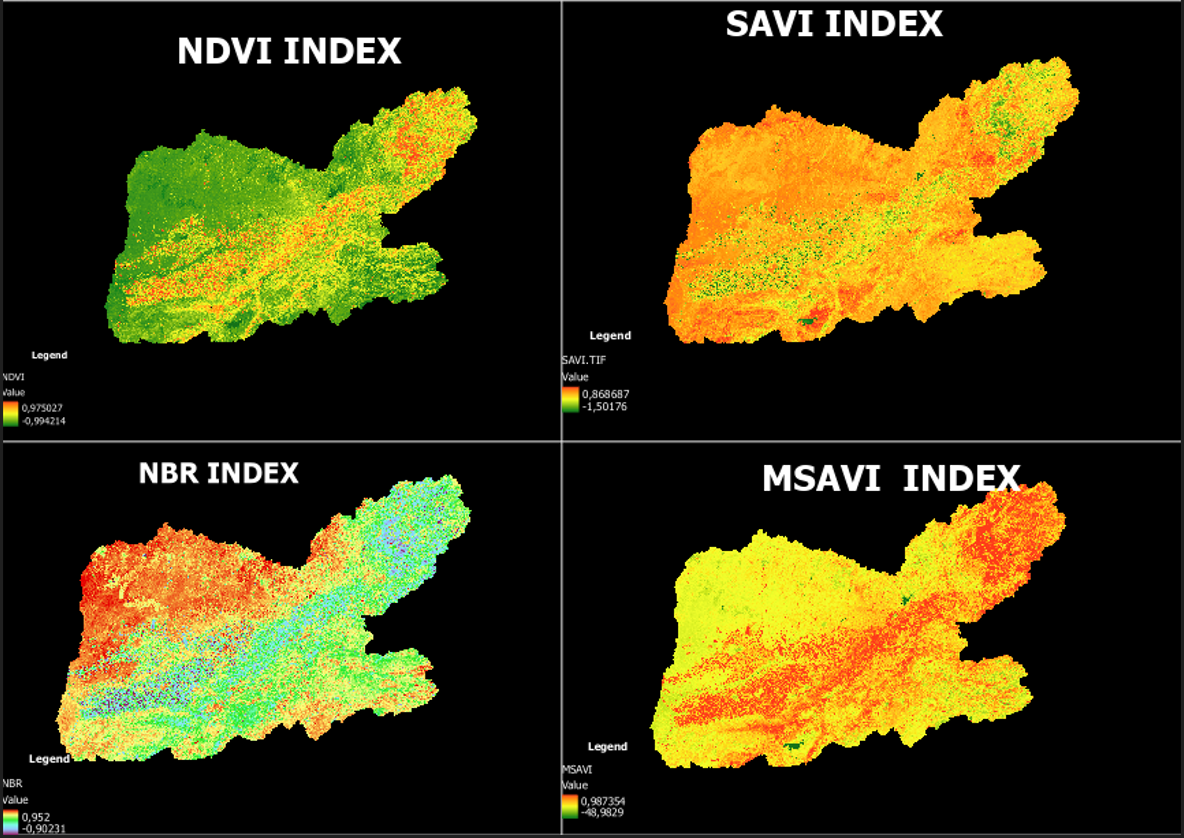 NDVI INDEX
Legend
NDVI
Value
0,975027
-0,994214
SAVI INDEX
Legend
SAVI.TIF
Value
0,868687
-1,50176
NBR INDEX
Legend
NBR
Value
0,952
-0,90231
MSAVI INDEX
Legend
MSAVI
Value
0,987354
-48,9829